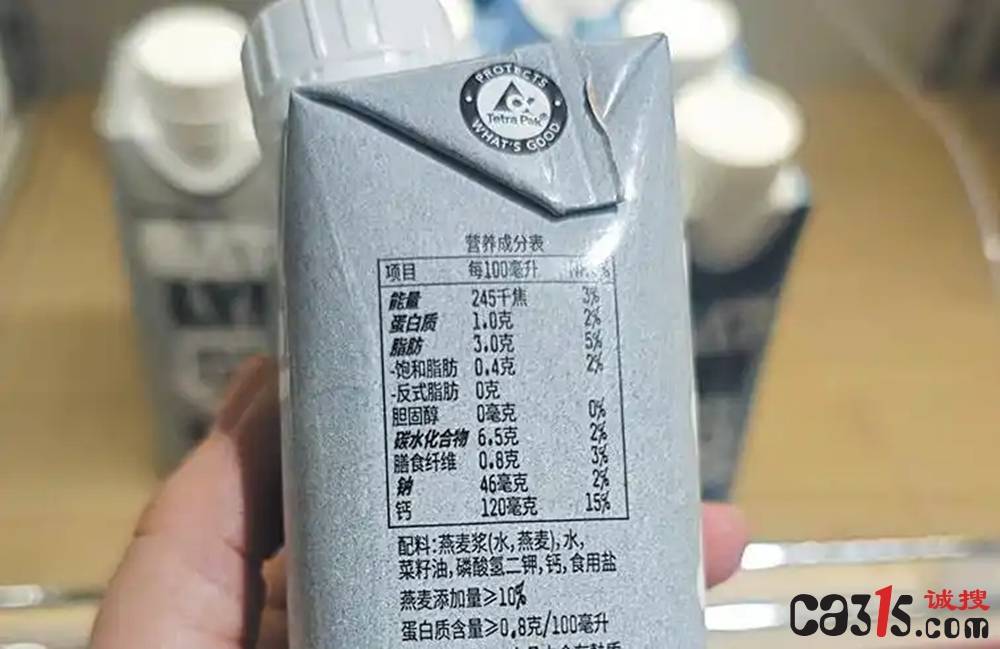 PROTECTS
Tetra Pak®
WHAT'S GOOD
营养成分表
项目 每100毫升
能量 245千焦 3%
蛋白质 1.0克 2%
脂肪 3.0克 5%
-饱和脂肪 0.4克 2%
-反式脂肪 0克
胆固醇 0毫克 0%
碳水化合物 6.5克 2%
膳食纤维 0.8克 3%
钠 46毫克 2%
钙 120毫克 15%
配料:燕麦浆(水,燕麦),水,
菜籽油,磷酸氢二钾,钙,食用盐
燕麦添加量≥10%
蛋白质含量≥0.8克/100毫升
ca315诚搜
.com